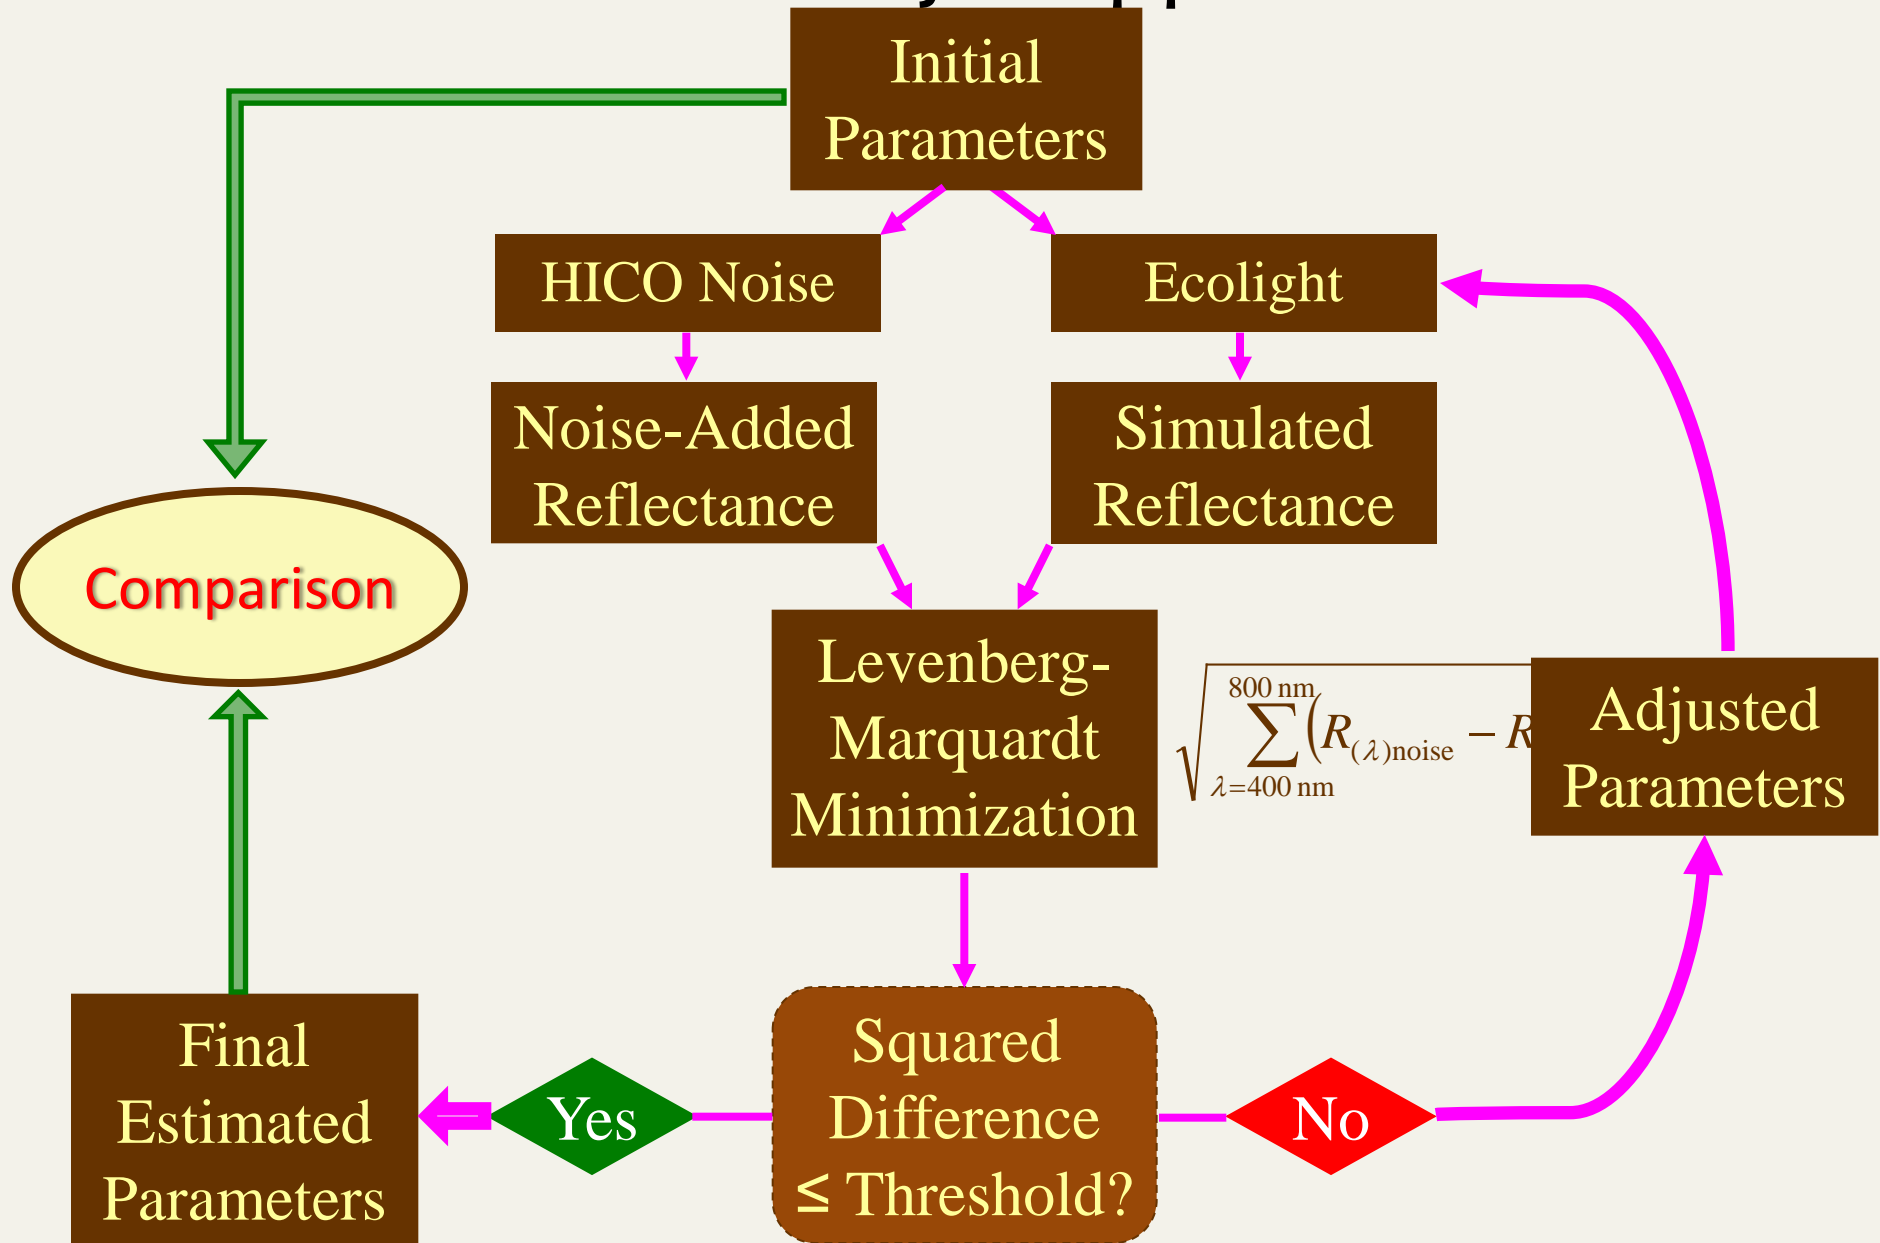 Initial
Parameters
HICO Noise
Ecolight
Noise-Added
Reflectance
Simulated
Reflectance
Comparison
Levenberg-
Marquardt
Minimization
800 nm
√∑(R(λ)noise − R
λ=400 nm
Adjusted
Parameters
Final
Estimated
Parameters
Yes
Squared
Difference
≤ Threshold?
No